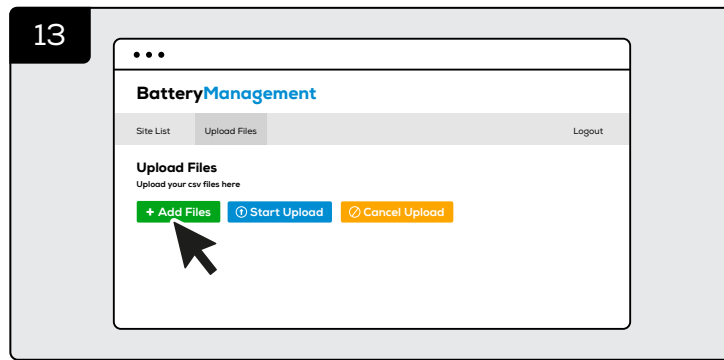 13
BatteryManagement
Site List Upload Files Logout
Upload Files
Upload your csv files here
+ Add Files Start Upload Cancel Upload